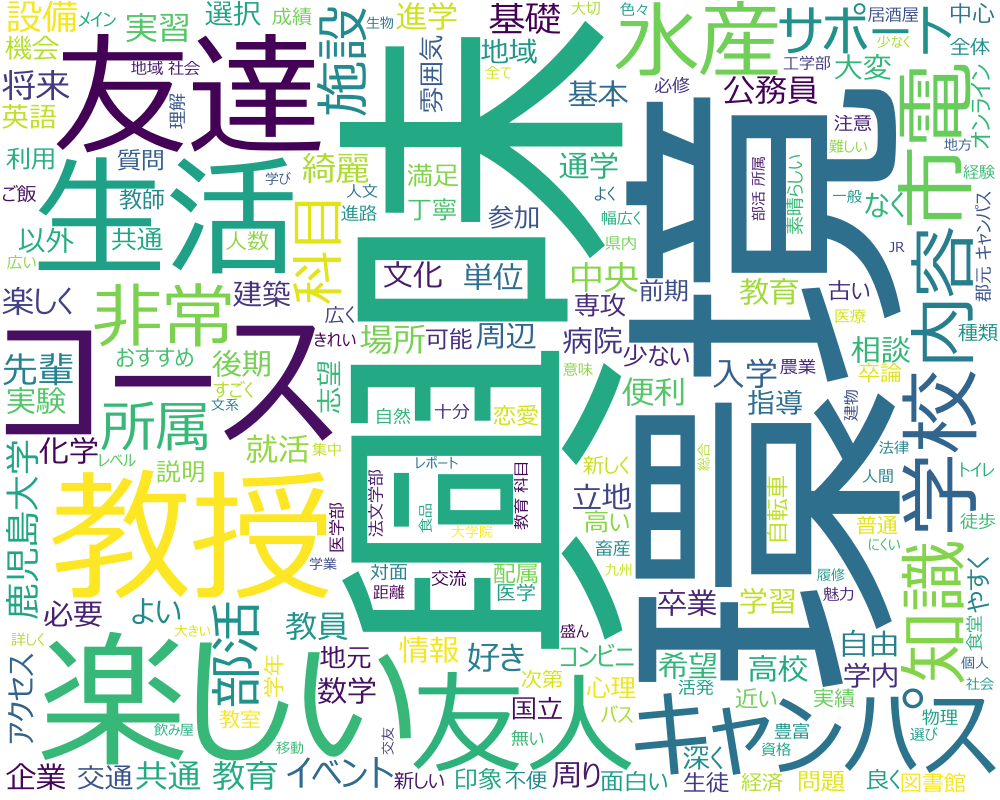 設備
メイン
選択
成績
進学
基礎
生物
大切
水産
色々
サポート
居酒屋
中心
機会
実習
友達
地域 社会
理解
施設
雰囲気
地域
全て
興味
環境
少なく
全体
工学部
大変
オンライン
将来
英語
基本
必修
公務員
注意
難しい
市電
地方
利用
質問
生活
学び
綺麗
満足
人文
通学
よく
部活 所属
素晴らしい
一般
なく
経験
ご飯
教師
進路
丁寧
参加
幅広く
県内
JR
キャンパス
郡元 キャンパス
以外
共通
人数
科目
広い
文化
単位
中央
専攻
前期
教育
古い
医療
内容
楽しく
建築
非常
広く
きれい
場所
可能
周辺
病院
少ない
種類
コース
先輩
おすすめ
後期
すごく
志望
意味
便利
入学
農業
指導
建物
相談
卒論
実験
所属
文系
自然
十分
恋愛
学校
化学
レベル
就活
集中
説明
レポート
新しく
総合
法律
鹿児島大学
教授
医学部
法文学部
食品
大学院
教育 科目
立地
高い
自転車
人間
トイレ
普通
徒歩
学業
対面
距離
交流
配属
医学
畜産
九州
履修
にくい
魅力
知識
やすく
食堂
必要
よい
部活
教員
盛ん
卒業
学習
自由
個人
詳しく
大きい
楽しい
学年
地元
情報
好き
コンビニ
希望
高校
学内
社会
アクセス
数学
友人
次第
心理
活発
近い
実績
教室
国立
バス
キャンパス
物理
選び
飲み屋
移動
交友
無い
豊富
資格
企業
交通
共通 教育
イベント
新しい
印象
不便
周り
面白い
深く
生徒
経済
問題
良く
図書館